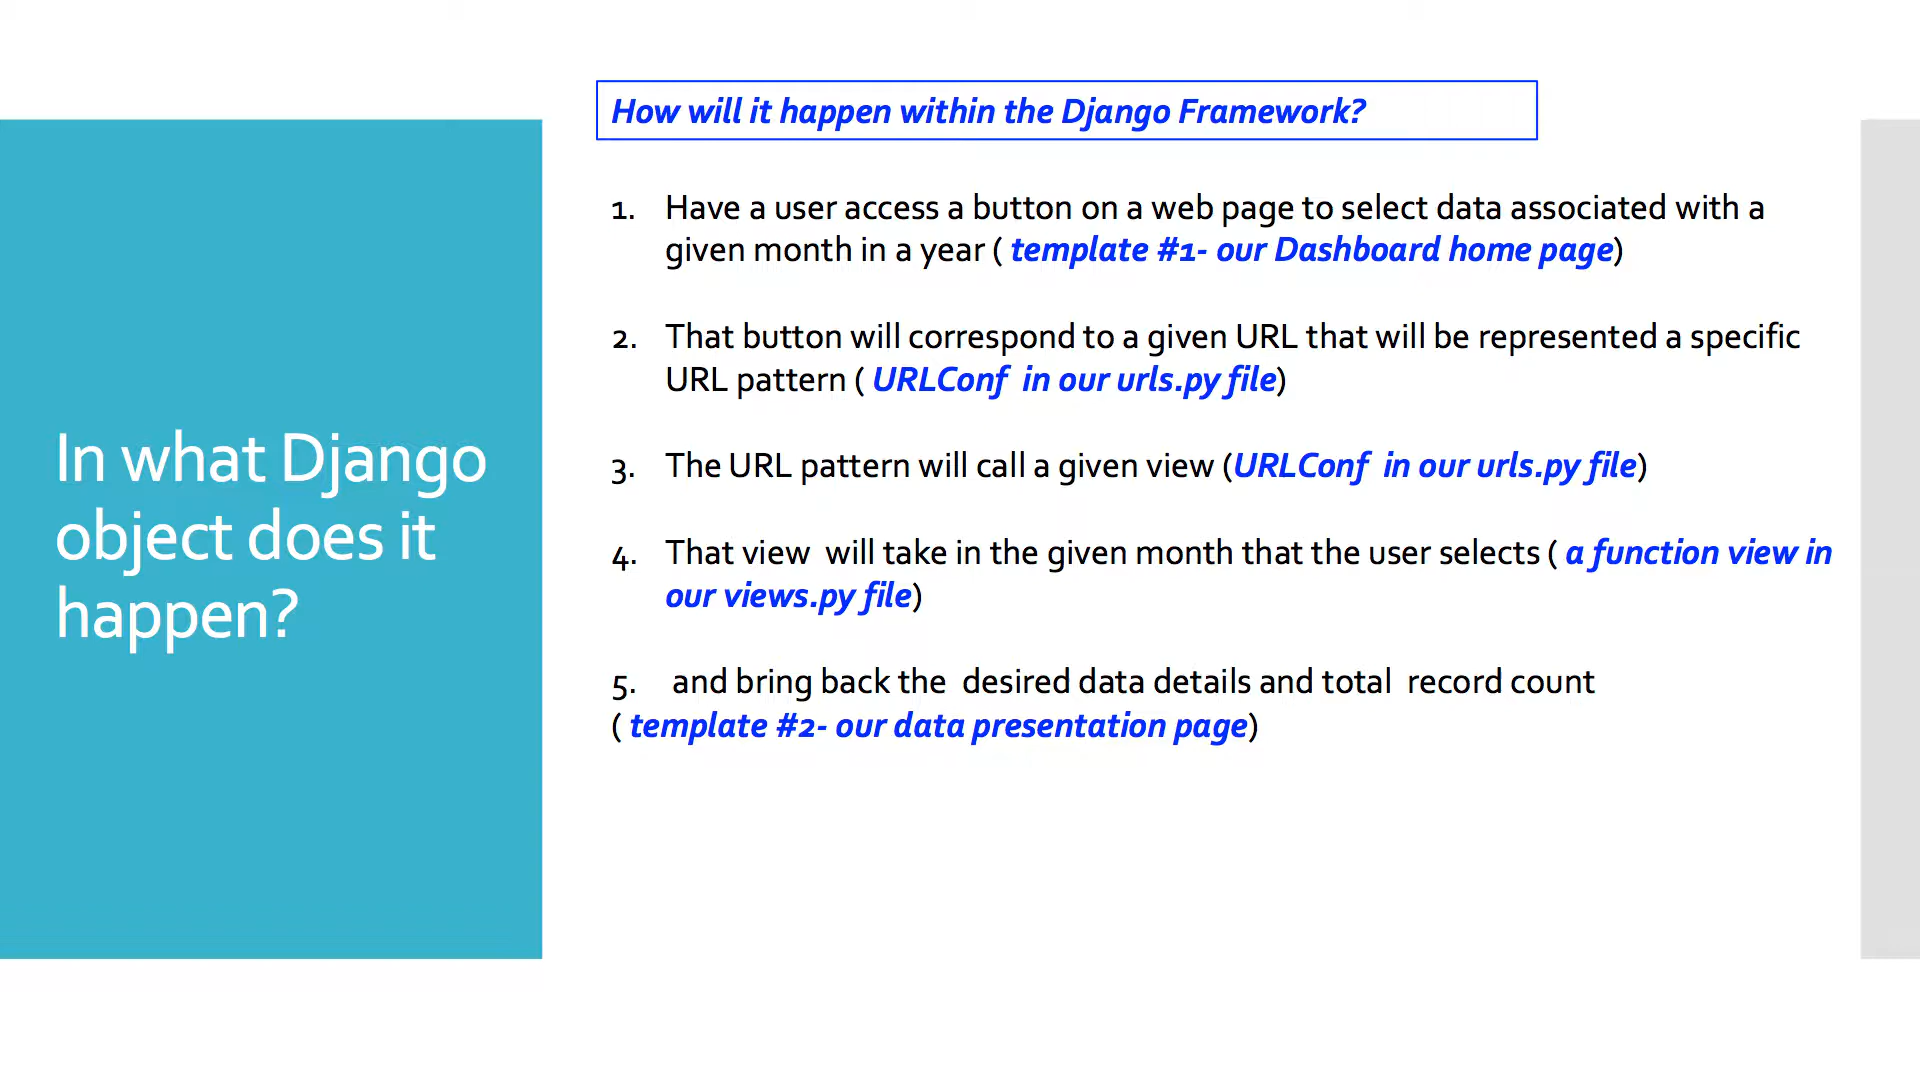 In what Django
object does it
happen?
How will it happen within the Django Framework?
1. Have a user access a button on a web page to select data associated with a
given month in a year ( template #1- our Dashboard home page)
2. That button will correspond to a given URL that will be represented a specific
URL pattern ( URLConf in our urls.py file)
3. The URL pattern will call a given view (URLConf in our urls.py file)
4. That view will take in the given month that the user selects ( a function view in
our views.py file)
5. and bring back the desired data details and total record count
( template #2- our data presentation page)